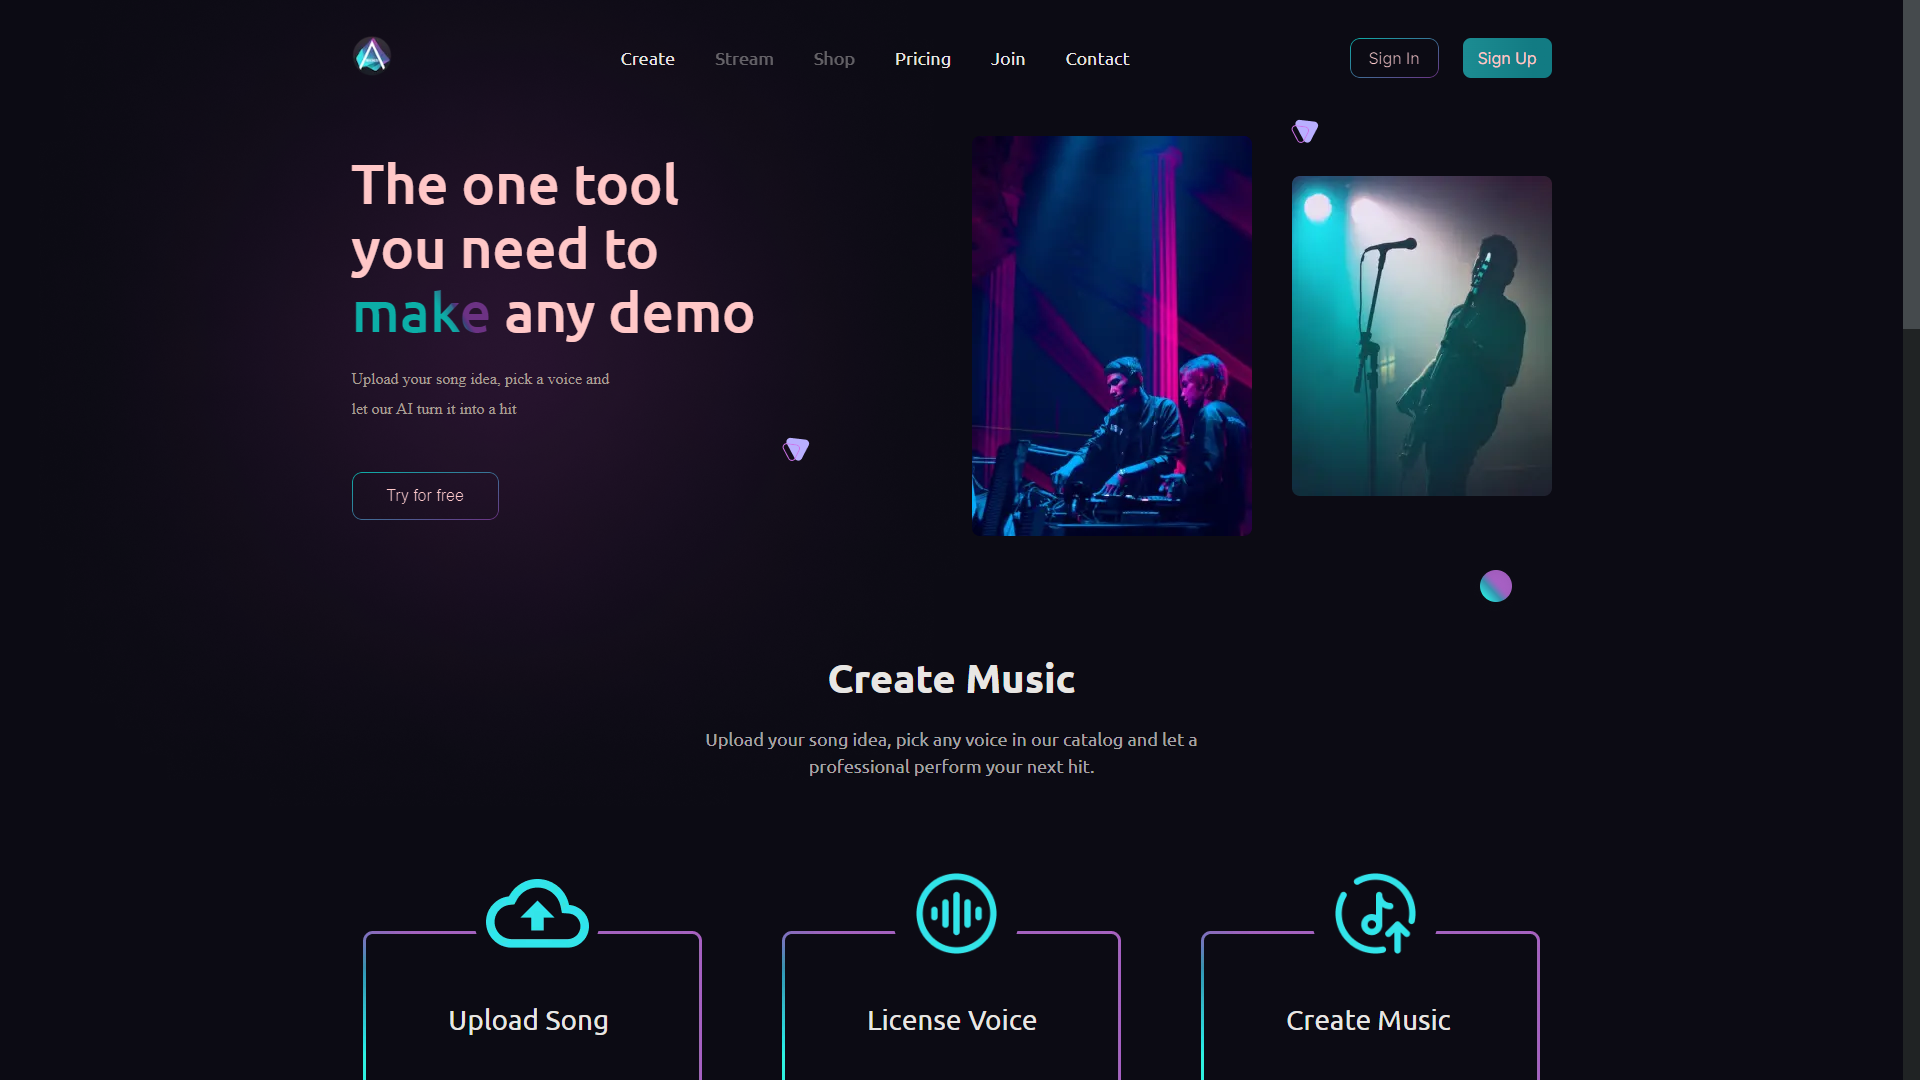 Create Stream Shop Pricing Join Contact Sign In Sign Up
The one tool
you need to
make any demo
Upload your song idea, pick a voice and
let our AI turn it into a hit
Try for free
Create Music
Upload your song idea, pick any voice in our catalog and let a
professional perform your next hit.
Upload Song
License Voice
Create Music